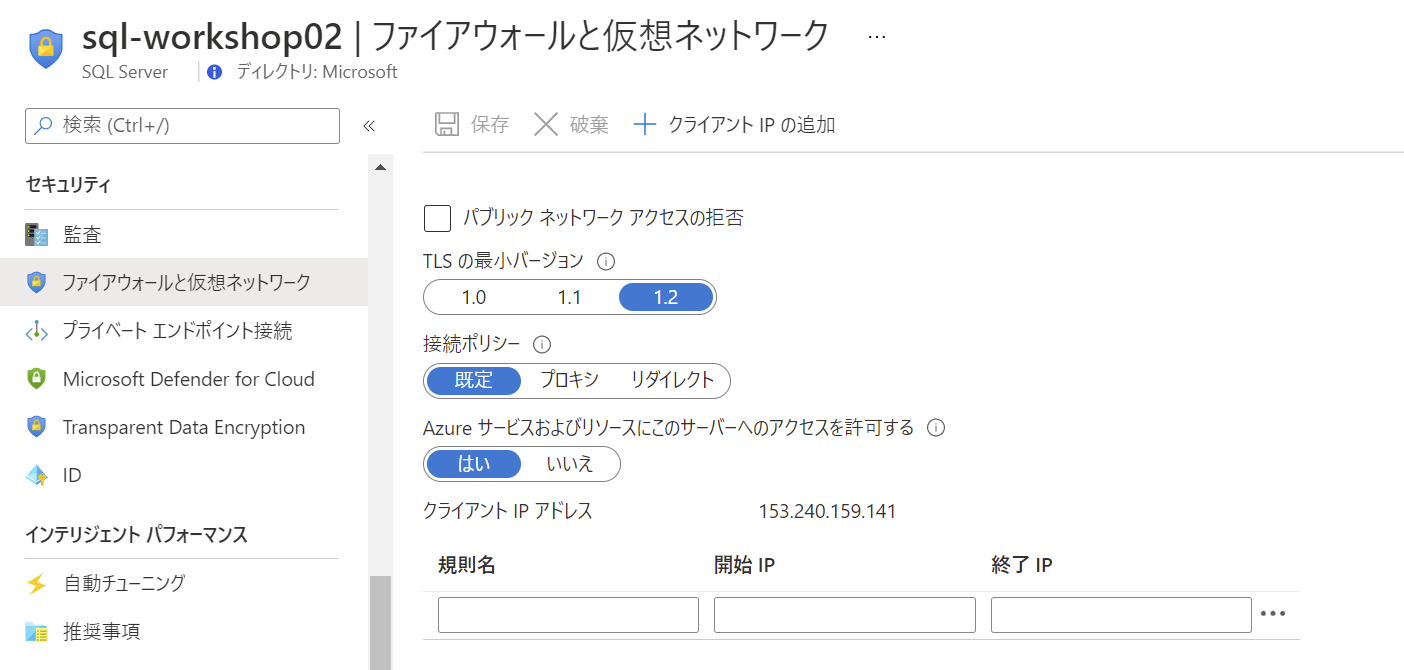 sql-workshop02 | ファイアウォールと仮想ネットワーク ...
SQL Server ディレクトリ: Microsoft
検索 (Ctrl+/)
«
保存 破棄 クライアント IP の追加
セキュリティ
監査
ファイアウォールと仮想ネットワーク
プライベート エンドポイント接続
Microsoft Defender for Cloud
Transparent Data Encryption
ID
インテリジェント パフォーマンス
自動チューニング
推奨事項
パブリック ネットワーク アクセスの拒否
TLS の最小バージョン
1.0 1.1 1.2
接続ポリシー
既定 プロキシ リダイレクト
Azure サービスおよびリソースにこのサーバーへのアクセスを許可する
はい いいえ
クライアント IP アドレス 153.240.159.141
規則名 開始 IP 終了 IP